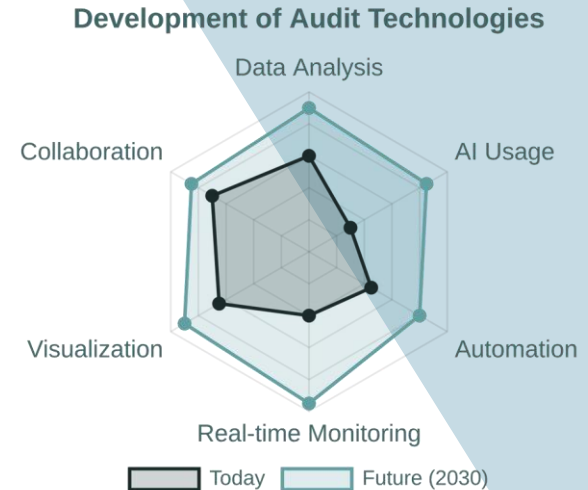 Development of Audit Technologies
Data Analysis
Collaboration
AI Usage
Visualization
Automation
Real-time Monitoring
Today
Future (2030)